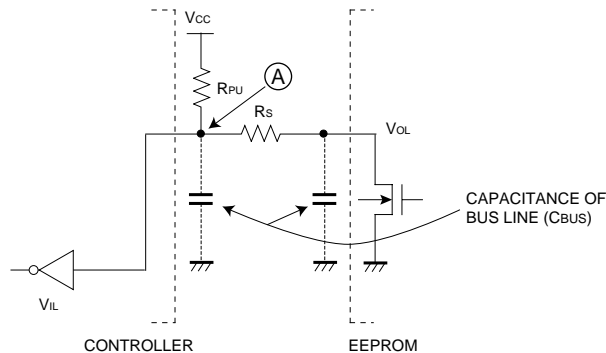 VCC
A
RPU
RS
VOL
CAPACITANCE OF
BUS LINE (CBUS)
VIL
CONTROLLER
EEPROM